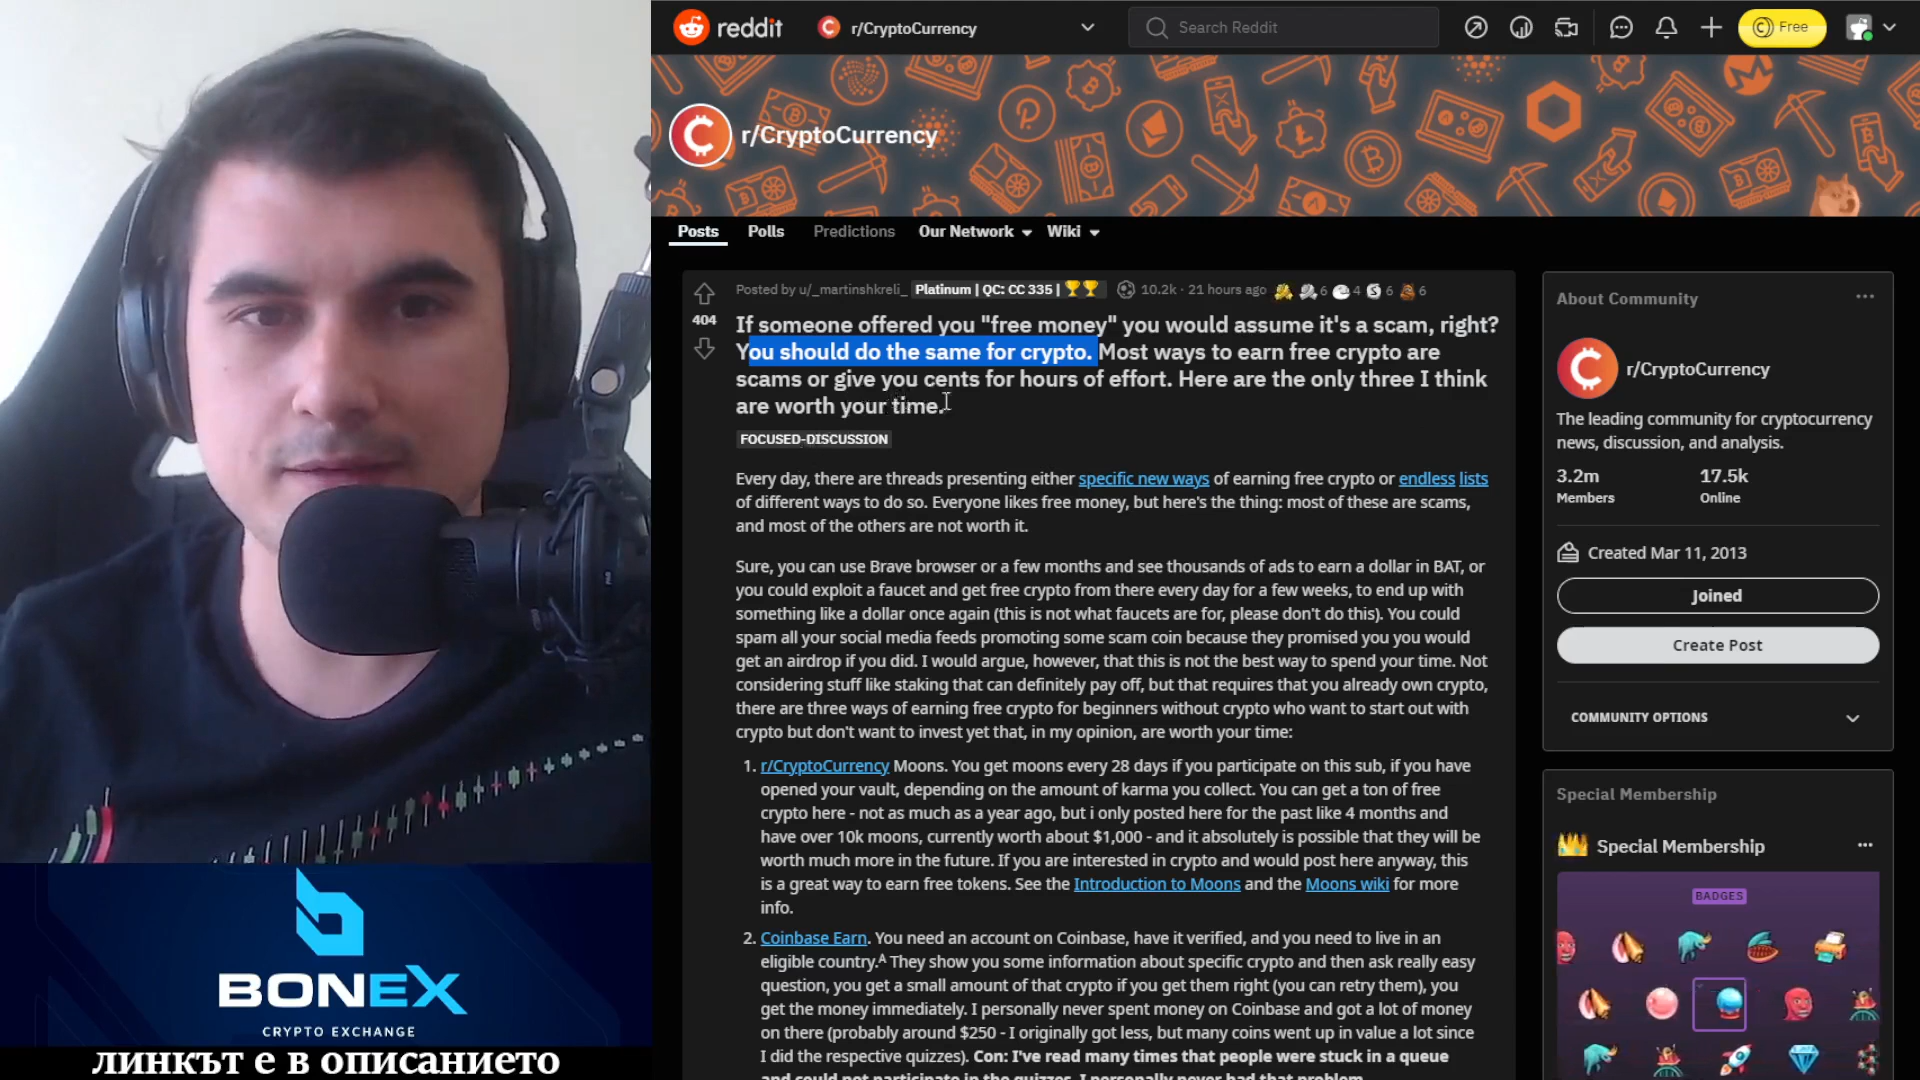 reddit
r/CryptoCurrency
Search Reddit
Free
r/CryptoCurrency
Posts
Polls
Predictions
Our Network
Wiki
Posted by u/_martinshkreli_ Platinum | QC: CC 335 | 10.2k · 21 hours ago 6 4 6 6
404
If someone offered you "free money" you would assume it's a scam, right?
You should do the same for crypto. Most ways to earn free crypto are
scams or give you cents for hours of effort. Here are the only three I think
are worth your time.
FOCUSED-DISCUSSION
Every day, there are threads presenting either specific new ways of earning free crypto or endless lists
of different ways to do so. Everyone likes free money, but here's the thing: most of these are scams,
and most of the others are not worth it.
Sure, you can use Brave browser or a few months and see thousands of ads to earn a dollar in BAT, or
you could exploit a faucet and get free crypto from there every day for a few weeks, to end up with
something like a dollar once again (this is not what faucets are for, please don't do this). You could
spam all your social media feeds promoting some scam coin because they promised you you would
get an airdrop if you did. I would argue, however, that this is not the best way to spend your time. Not
considering stuff like staking that can definitely pay off, but that requires that you already own crypto,
there are three ways of earning free crypto for beginners without crypto who want to start out with
crypto but don't want to invest yet that, in my opinion, are worth your time:
1. r/CryptoCurrency Moons. You get moons every 28 days if you participate on this sub, if you have
opened your vault, depending on the amount of karma you collect. You can get a ton of free
crypto here - not as much as a year ago, but i only posted here for the past like 4 months and
have over 10k moons, currently worth about $1,000 - and it absolutely is possible that they will be
worth much more in the future. If you are interested in crypto and would post here anyway, this
is a great way to earn free tokens. See the Introduction to Moons and the Moons wiki for more
info.
2. Coinbase Earn. You need an account on Coinbase, have it verified, and you need to live in an
eligible country.ᴬ They show you some information about specific crypto and then ask really easy
question, you get a small amount of that crypto if you get them right (you can retry them), you
get the money immediately. I personally never spent money on Coinbase and got a lot of money
on there (probably around $250 - I originally got less, but many coins went up in value a lot since
I did the respective quizzes). Con: I've read many times that people were stuck in a queue
and could not participate in the quizzes. I personally never had that problem.
About Community
r/CryptoCurrency
The leading community for cryptocurrency
news, discussion, and analysis.
3.2m
Members
17.5k
Online
Created Mar 11, 2013
Joined
Create Post
COMMUNITY OPTIONS
Special Membership
Special Membership
BADGES
BONEX
CRYPTO EXCHANGE
линкът е в описанието